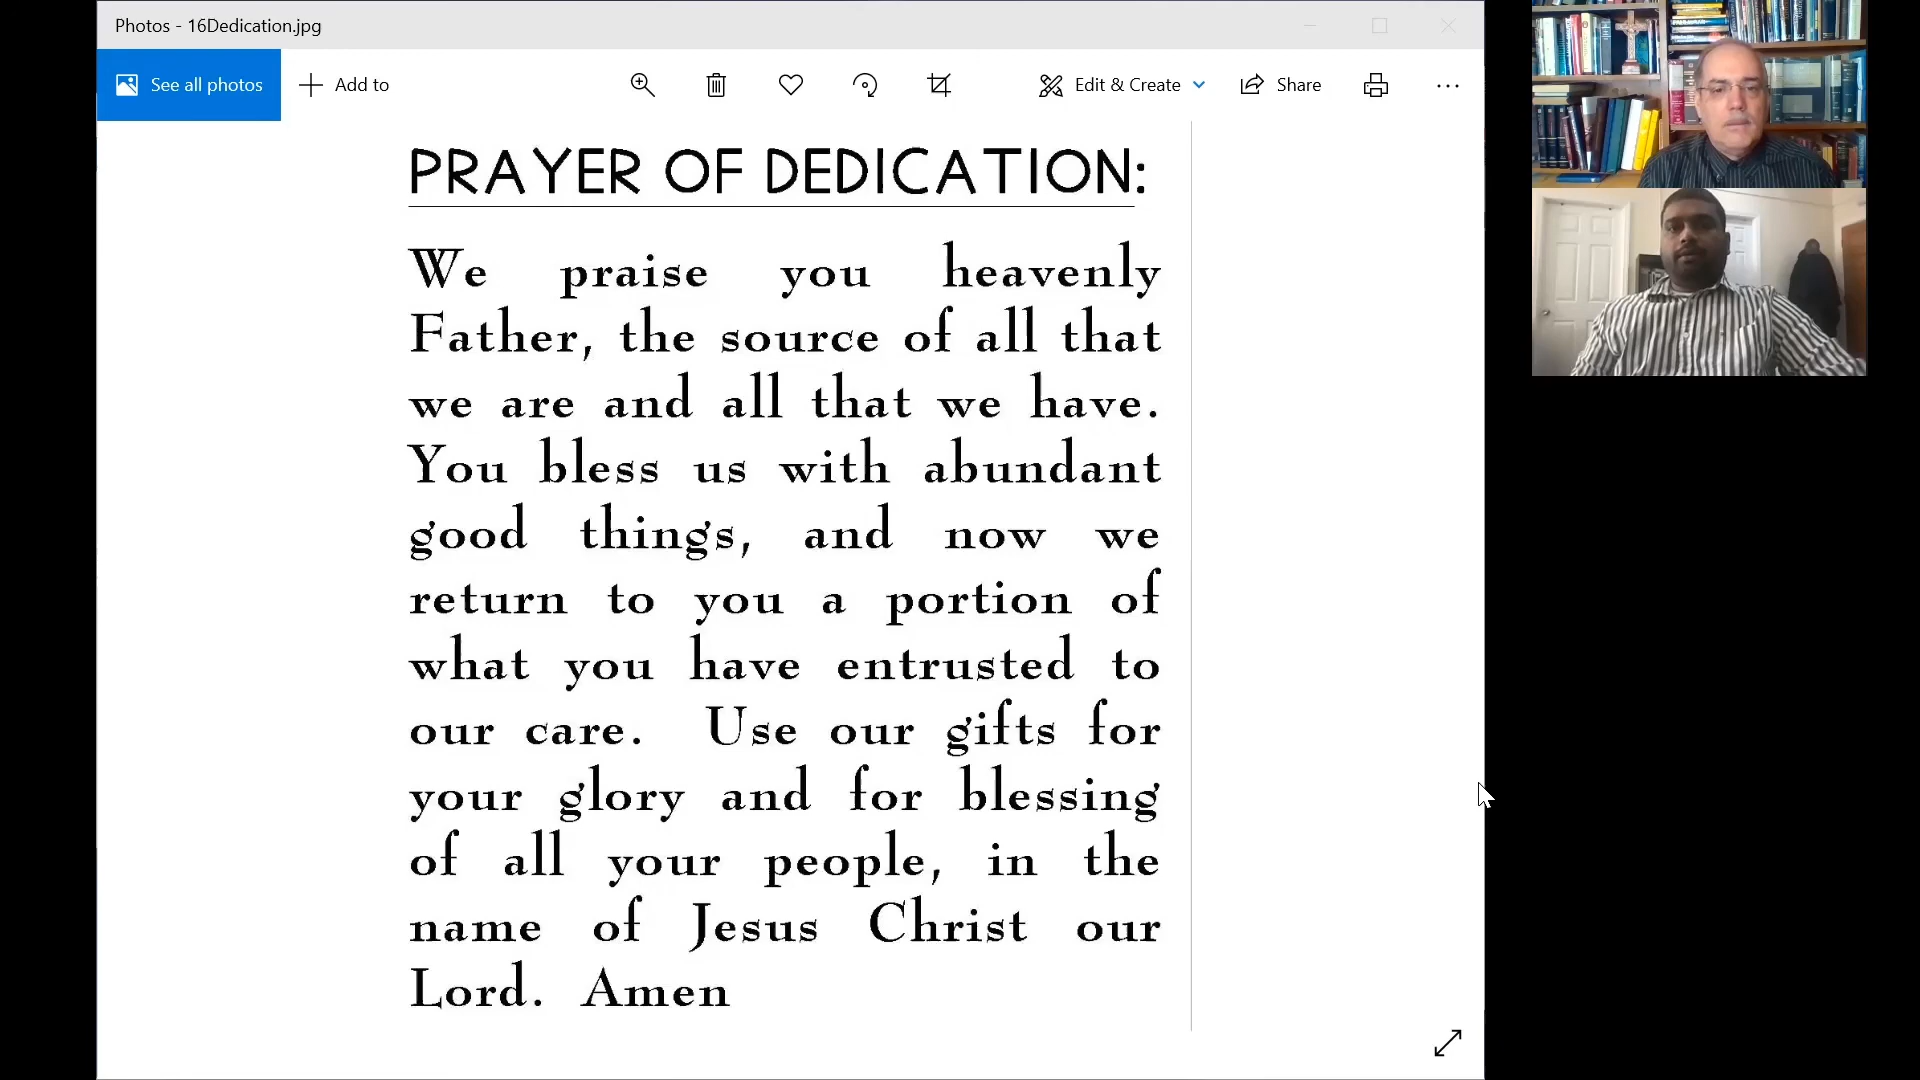 Photos - 16Dedication.jpg
See all photos
Add to
Edit & Create
Share
PRAYER OF DEDICATION:
We praise you heavenly
Father, the source of all that
we are and all that we have.
You bless us with abundant
good things, and now we
return to you a portion of
what you have entrusted to
our care. Use our gifts for
your glory and for blessing
of all your people, in the
name of Jesus Christ our
Lord. Amen